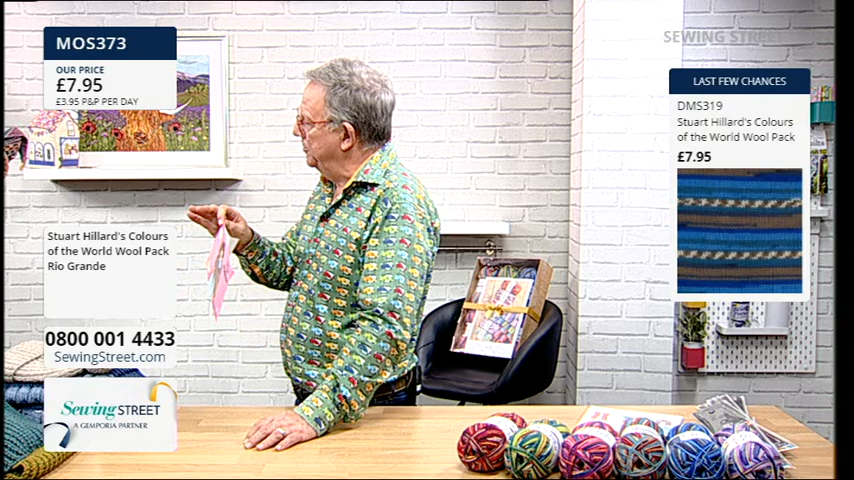 MOS373
OUR PRICE
£7.95
£3.95 P&P PER DAY
Stuart Hillard's Colours
of the World Wool Pack
Rio Grande
0800 001 4433
SewingStreet.com
Sewing STREET
A GEMPORIA PARTNER
SEWING STREET
LAST FEW CHANCES
DMS319
Stuart Hillard's Colours
of the World Wool Pack
£7.95